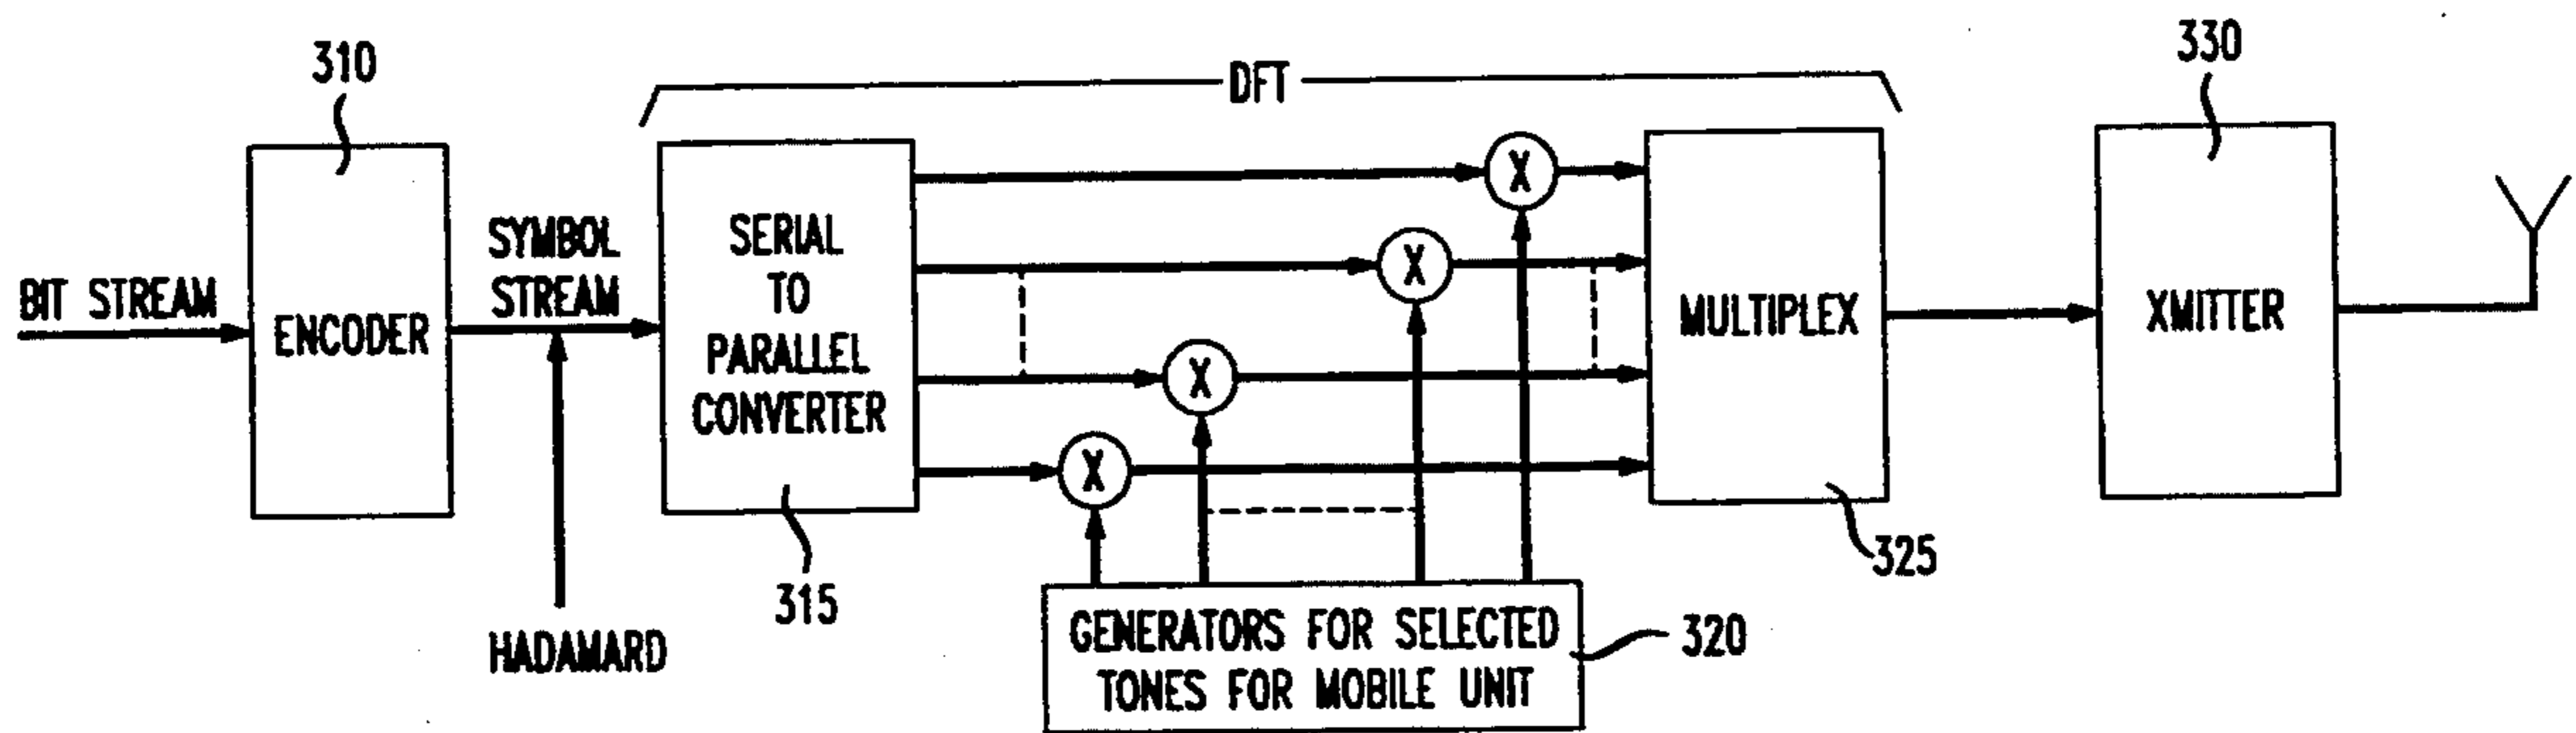 310
DFT
330
BIT STREAM
ENCODER
SYMBOL
STREAM
SERIAL
TO
PARALLEL
CONVERTER
X
X
X
X
MULTIPLEX
XMITTER
HADAMARD
315
GENERATORS FOR SELECTED
TONES FOR MOBILE UNIT
320
325